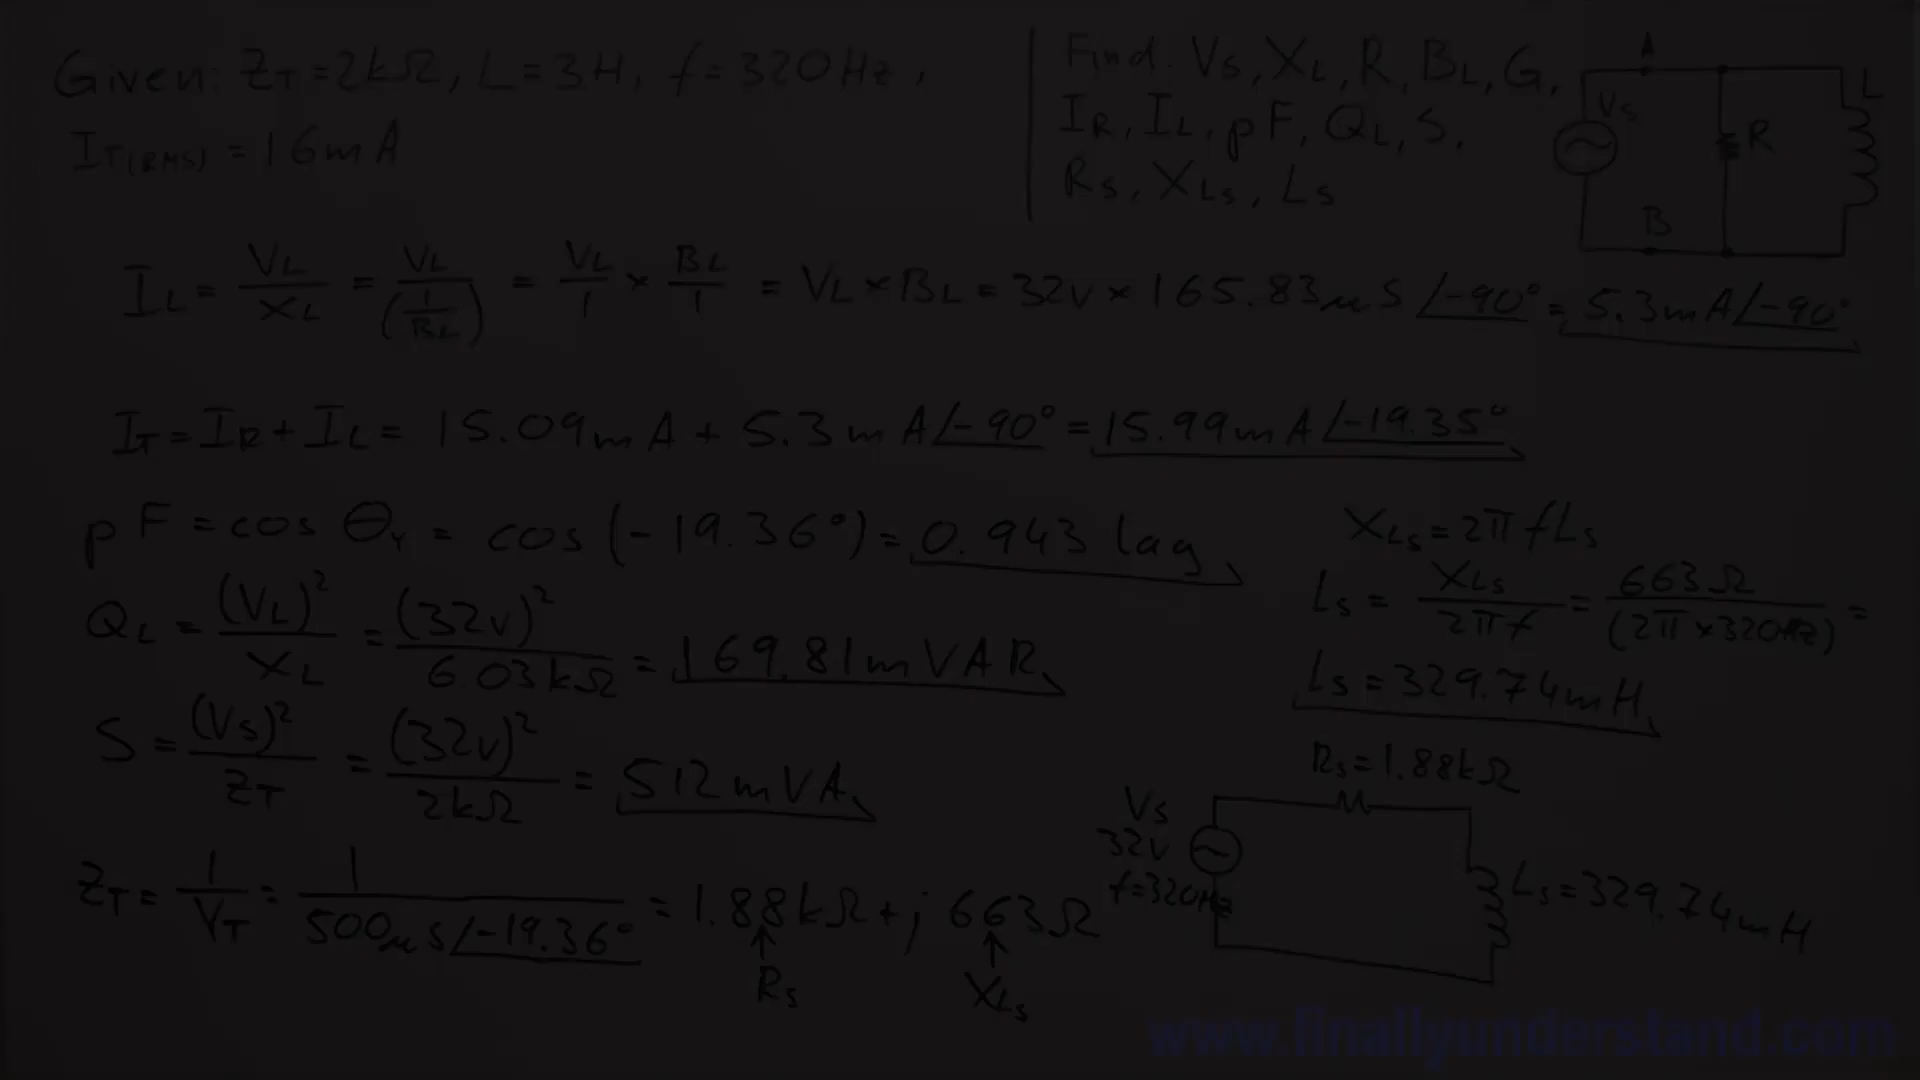 Given: ZT = 2kΩ, L = 3H, f = 320Hz,
IT(RMS) = 16mA
Find: Vs, XL, R, BL, G,
IR, IL, pF, QL, S,
Rs, XLs, Ls
A
Vs
R
L
B
IL = VL/XL = VL/(1/BL) = VL/1 × BL/1 = VL × BL = 32v × 165.83μS ∠-90° = 5.3mA∠-90°
IT = IR + IL = 15.09mA + 5.3mA∠-90° = 15.99mA∠-19.35°
pF = cos θY = cos(-19.36°) = 0.943 lag
QL = (VL)²/XL = (32v)²/6.03kΩ = 169.81mVAR
S = (Vs)²/ZT = (32v)²/2kΩ = 512mVA
ZT = 1/YT = 1/500μS∠-19.36° = 1.88kΩ + j 663Ω
Rs
XLs
XLs = 2πfLs
Ls = XLs/2πf = 663Ω/(2π×320Hz) =
Ls = 329.74mH
Rs = 1.88kΩ
Vs
32v
f=320Hz
Ls = 329.74mH
www.finallyunderstand.com